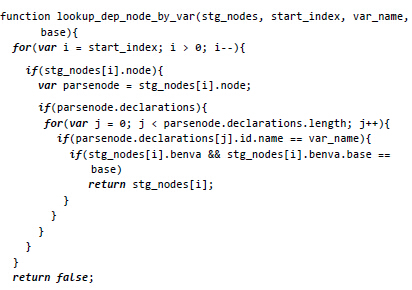 function lookup_dep_node_by_var(stg_nodes, start_index, var_name,
base){
for(var i = start_index; i > 0; i--){
if(stg_nodes[i].node){
var parsenode = stg_nodes[i].node;
if(parsenode.declarations){
for(var j = 0; j < parsenode.declarations.length; j++){
if(parsenode.declarations[j].id.name == var_name){
if(stg_nodes[i].benva && stg_nodes[i].benva.base ==
base)
return stg_nodes[i];
}
}
}
}
}
return false;